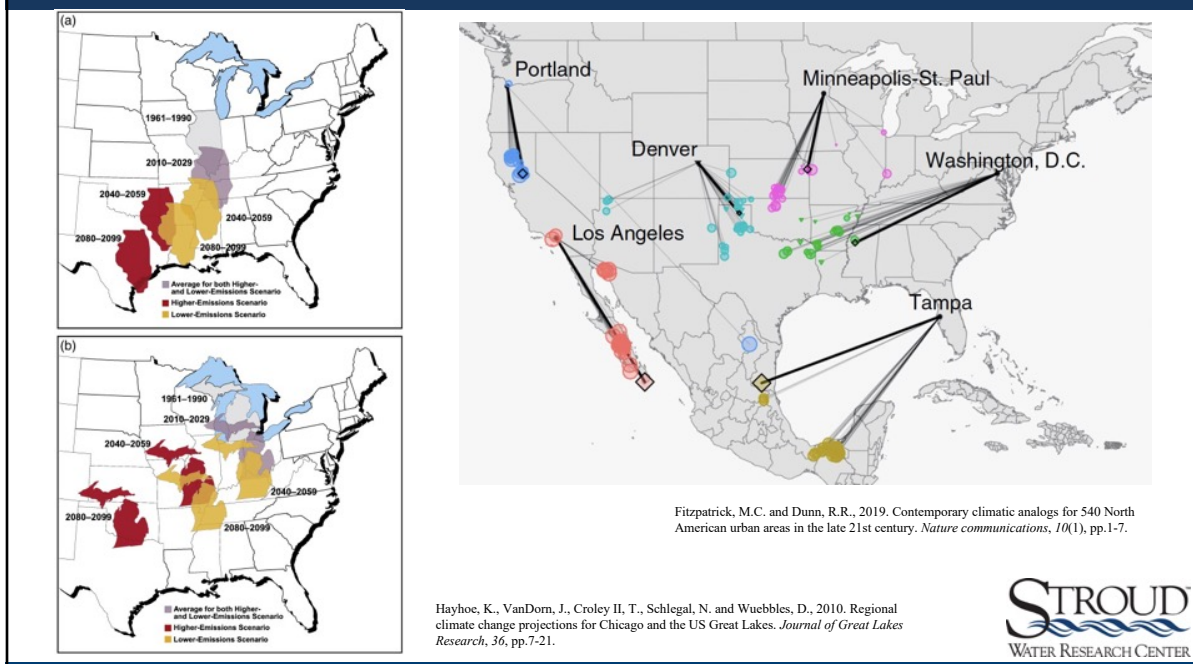 (a)
1961–1990
2010–2029
2040–2059
2040–2059
2080–2099
2080–2099
Average for both Higher-
and Lower-Emissions Scenario
Higher-Emissions Scenario
Lower-Emissions Scenario
(b)
1961–1990
2010–2029
2040–2059
2040–2059
2080–2099
2080–2099
Average for both Higher-
and Lower-Emissions Scenario
Higher-Emissions Scenario
Lower-Emissions Scenario
Portland
Minneapolis-St. Paul
Denver
Washington, D.C.
Los Angeles
Tampa
Fitzpatrick, M.C. and Dunn, R.R., 2019. Contemporary climatic analogs for 540 North
American urban areas in the late 21st century. Nature communications, 10(1), pp.1-7.
Hayhoe, K., VanDorn, J., Croley II, T., Schlegal, N. and Wuebbles, D., 2010. Regional
climate change projections for Chicago and the US Great Lakes. Journal of Great Lakes
Research, 36, pp.7-21.
STROUD™
WATER RESEARCH CENTER